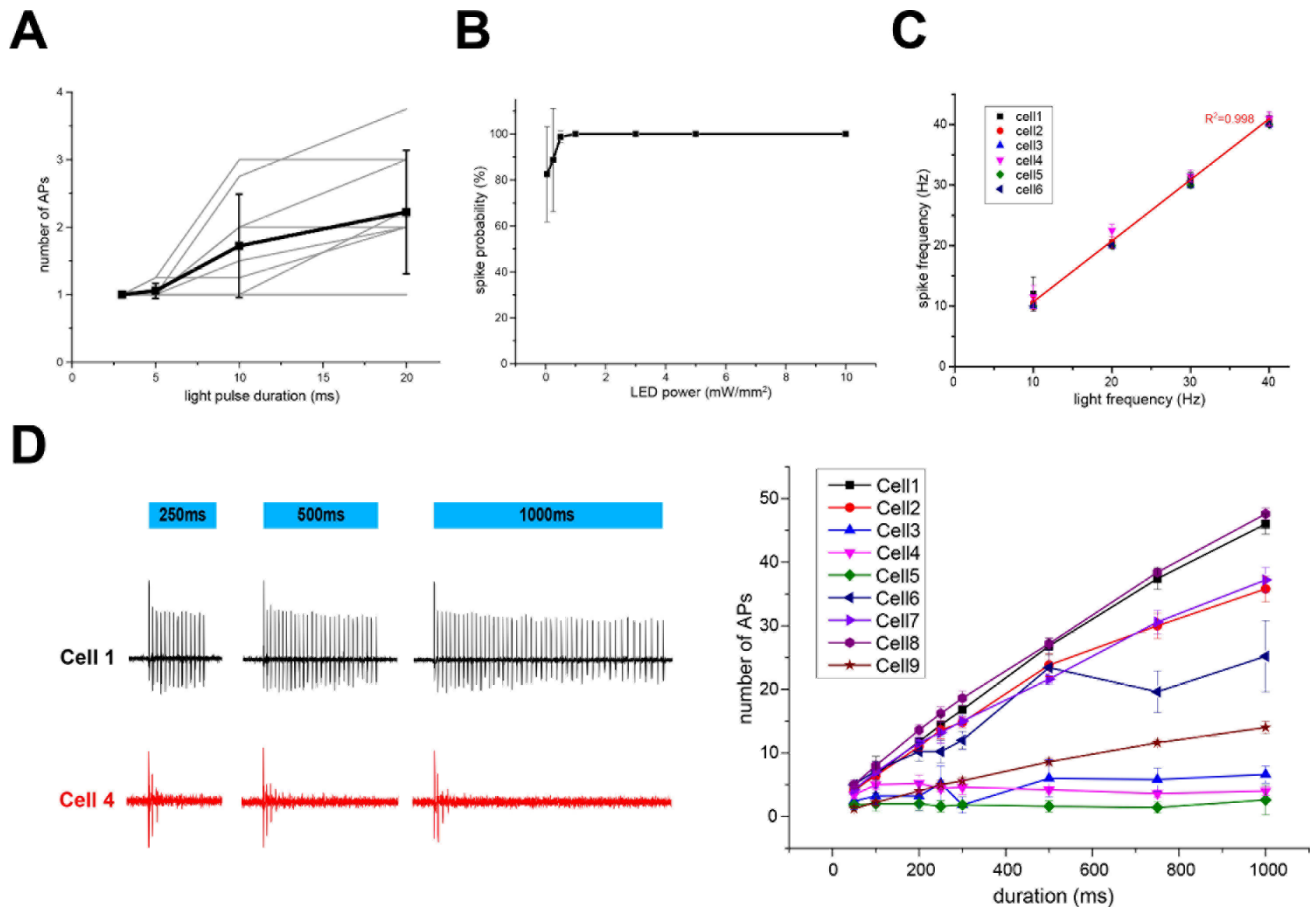 A
B
C
4
3
2
1
0
number of APs
0
5
10
15
20
light pulse duration (ms)
100
80
60
40
20
0
spike probability (%)
0
2
4
6
8
10
LED power (mW/mm²)
cell1
cell2
cell3
cell4
cell5
cell6
R²=0.998
40
30
20
10
0
spike frequency (Hz)
0
10
20
30
40
light frequency (Hz)
D
250ms
500ms
1000ms
Cell 1
Cell 4
Cell1
Cell2
Cell3
Cell4
Cell5
Cell6
Cell7
Cell8
Cell9
50
40
30
20
10
0
number of APs
0
200
400
600
800
1000
duration (ms)